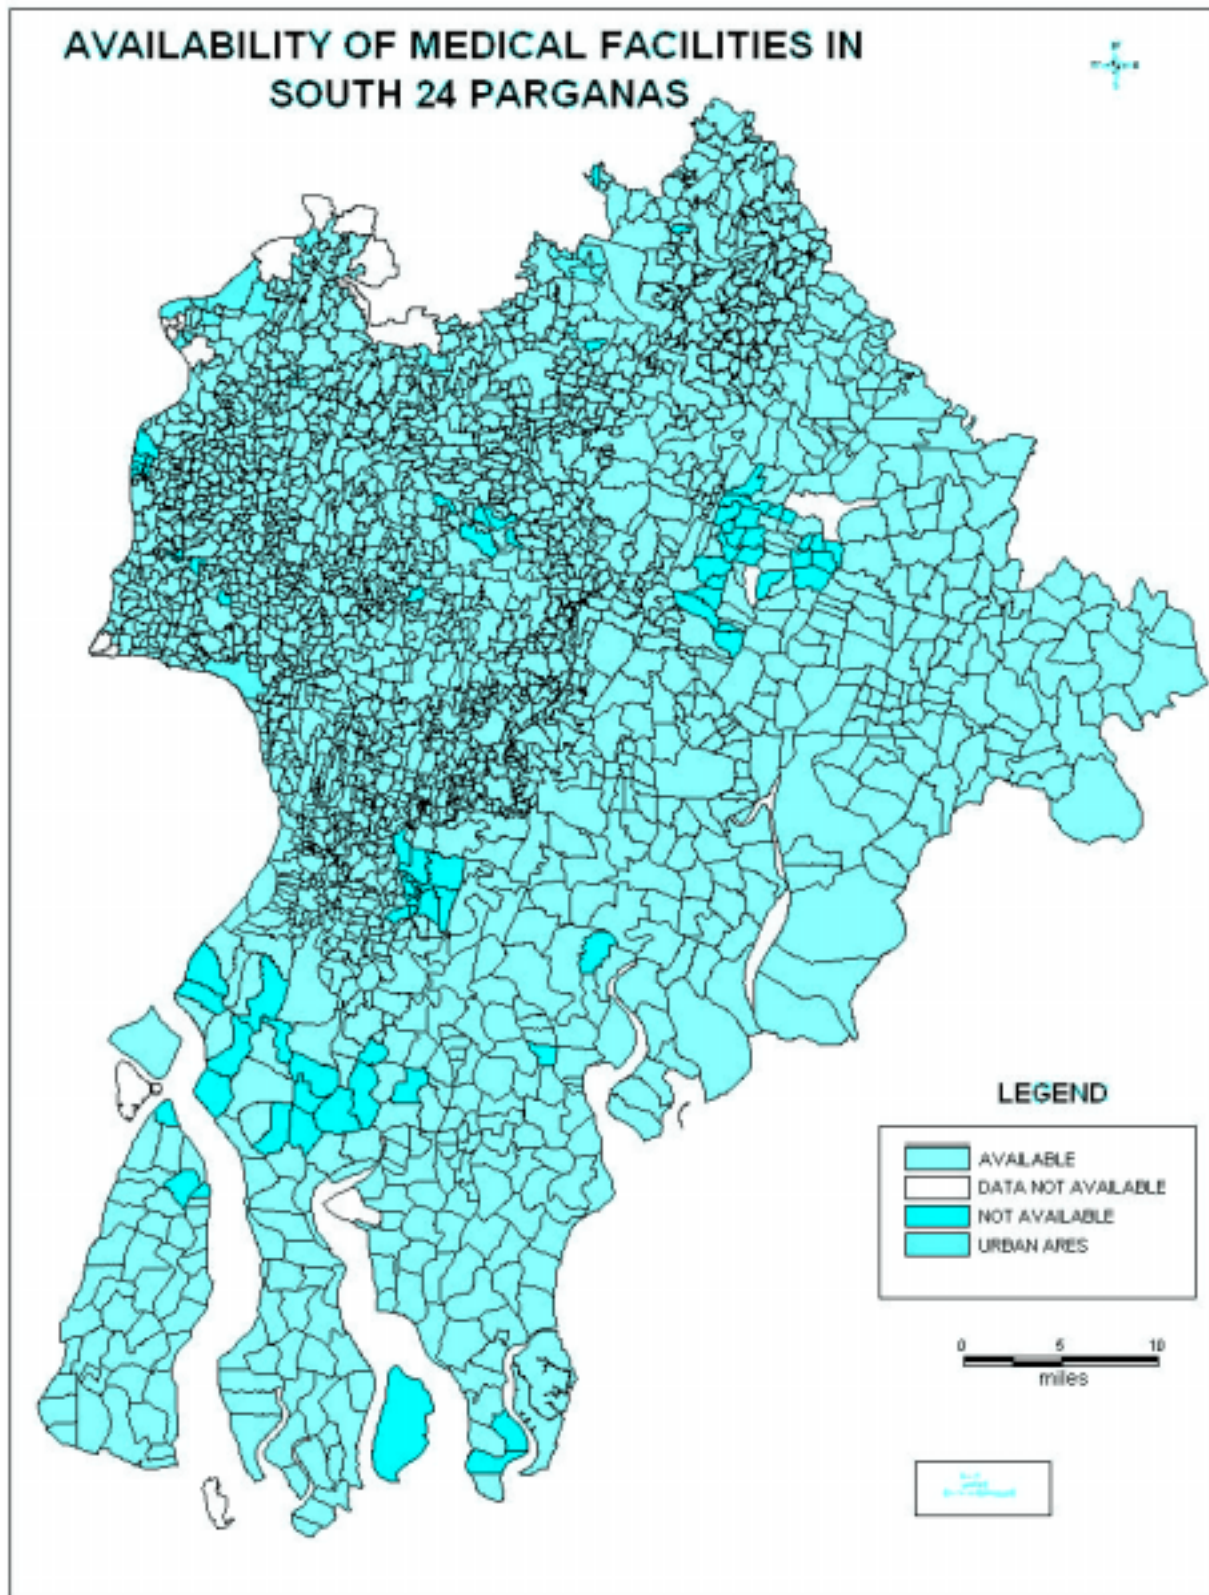 AVAILABILITY OF MEDICAL FACILITIES IN
SOUTH 24 PARGANAS
LEGEND
AVAILABLE
DATA NOT AVAILABLE
NOT AVAILABLE
URBAN ARES
0 5 10
miles